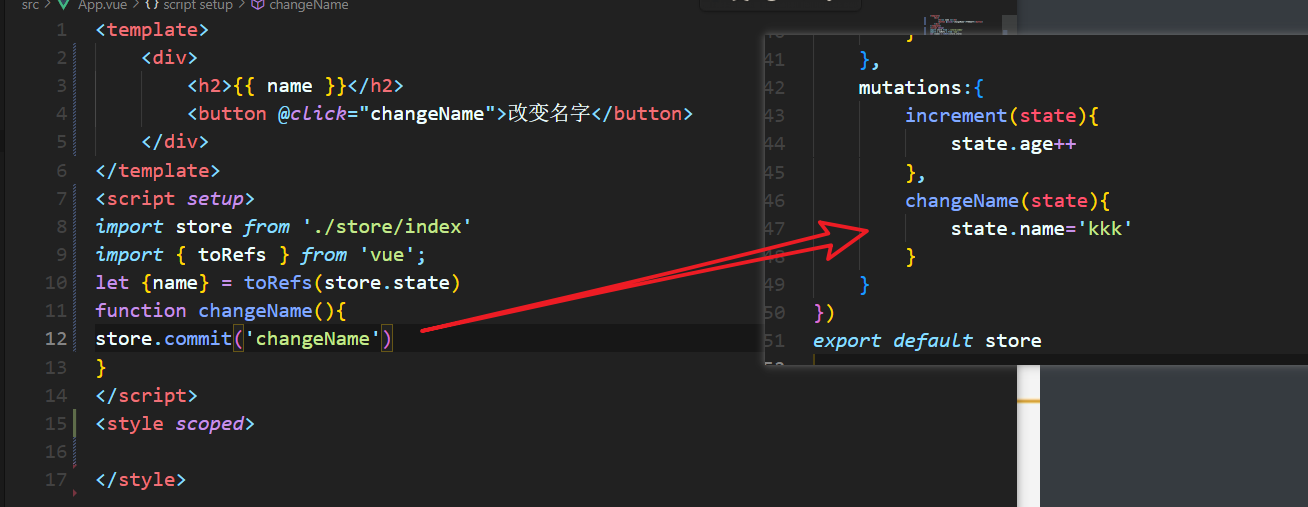 src > App.vue > {} script setup > changeName
1 <template>
2 <div>
3 <h2>{{ name }}</h2>
4 <button @click="changeName">改变名字</button>
5 </div>
6 </template>
7 <script setup>
8 import store from './store/index'
9 import { toRefs } from 'vue';
10 let {name} = toRefs(store.state)
11 function changeName(){
12 store.commit('changeName')
13 }
14 </script>
15 <style scoped>
16
17 </style>
}
41 },
42 mutations:{
43 increment(state){
44 state.age++
45 },
46 changeName(state){
47 state.name='kkk'
48 }
49 }
50 })
51 export default store